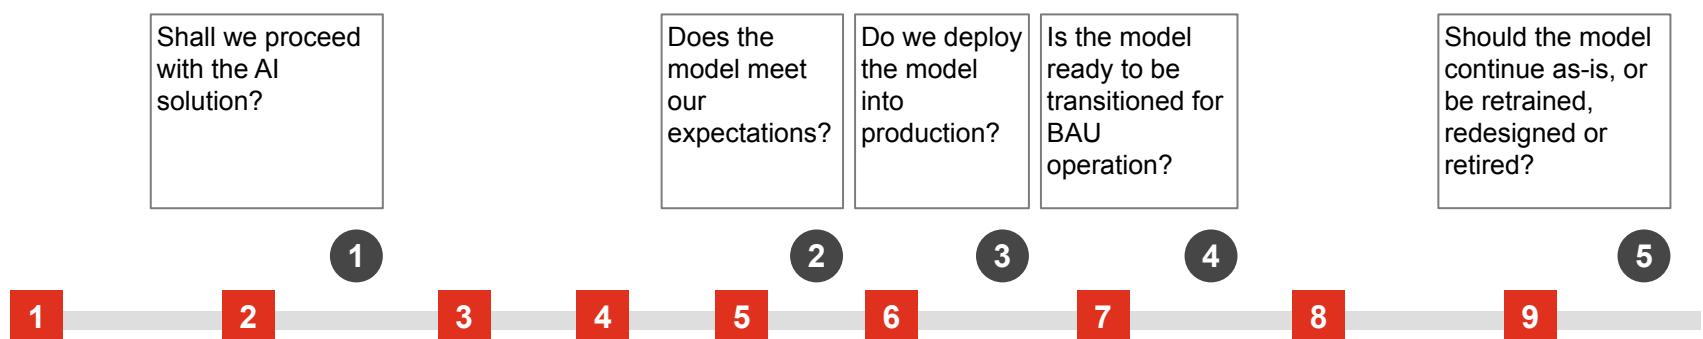 Shall we proceed
with the AI
solution?
Does the
model meet
our
expectations?
Do we deploy
the model
into
production?
Is the model
ready to be
transitioned for
BAU
operation?
Should the model
continue as-is, or
be retrained,
redesigned or
retired?
1
2
3
4
5
1
2
3
4
5
6
7
8
9